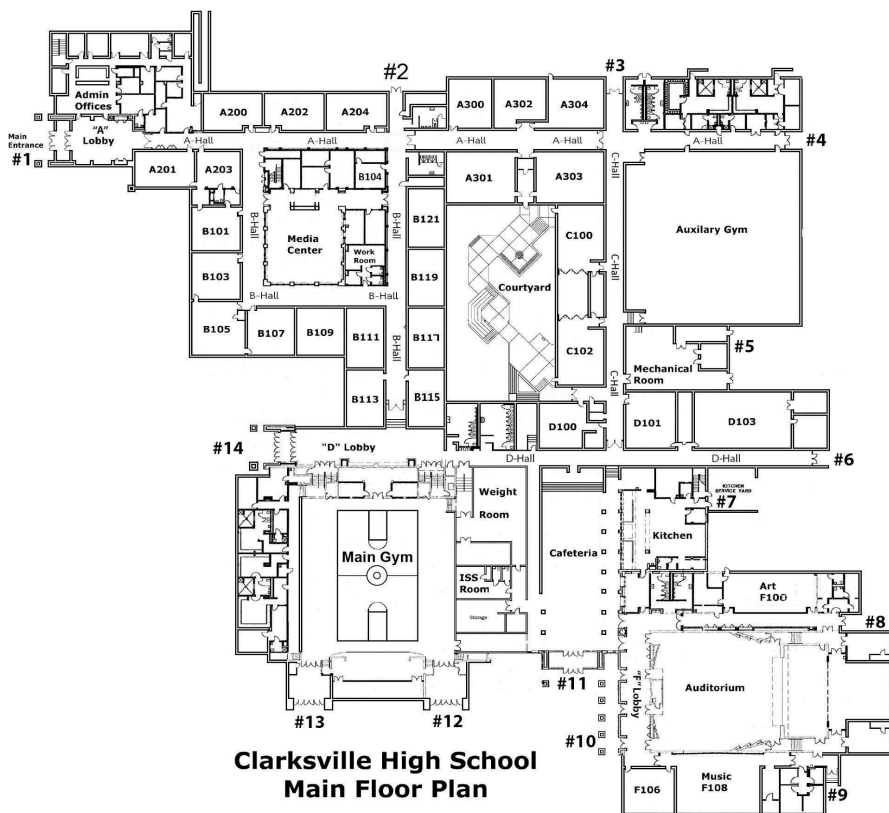 #2
#3
Admin
Offices
A200
A202
A204
A300
A302
A304
Main
Entrance
#1
"A"
Lobby
A-Hall
A-Hall
A-Hall
A-Hall
A-Hall
#4
A201
A203
B104
A301
A303
C-Hall
B101
B-Hall
Media
Center
B-Hall
B121
C100
Auxilary Gym
Work
Room
B103
B119
Courtyard
C-Hall
B-Hall
B-Hall
B105
B107
B109
B111
B-Hall
B117
C102
#5
Mechanical
Room
C-Hall
B113
B115
#14
"D" Lobby
D100
D101
D103
D-Hall
D-Hall
#6
Weight
Room
KITCHEN
SERVICE YARD
#7
Main Gym
Cafeteria
Kitchen
ISS
Room
Storage
Art
F100
#8
#11
"F"Lobby
Auditorium
#13
#12
#10
Clarksville High School
Main Floor Plan
F106
Music
F108
#9